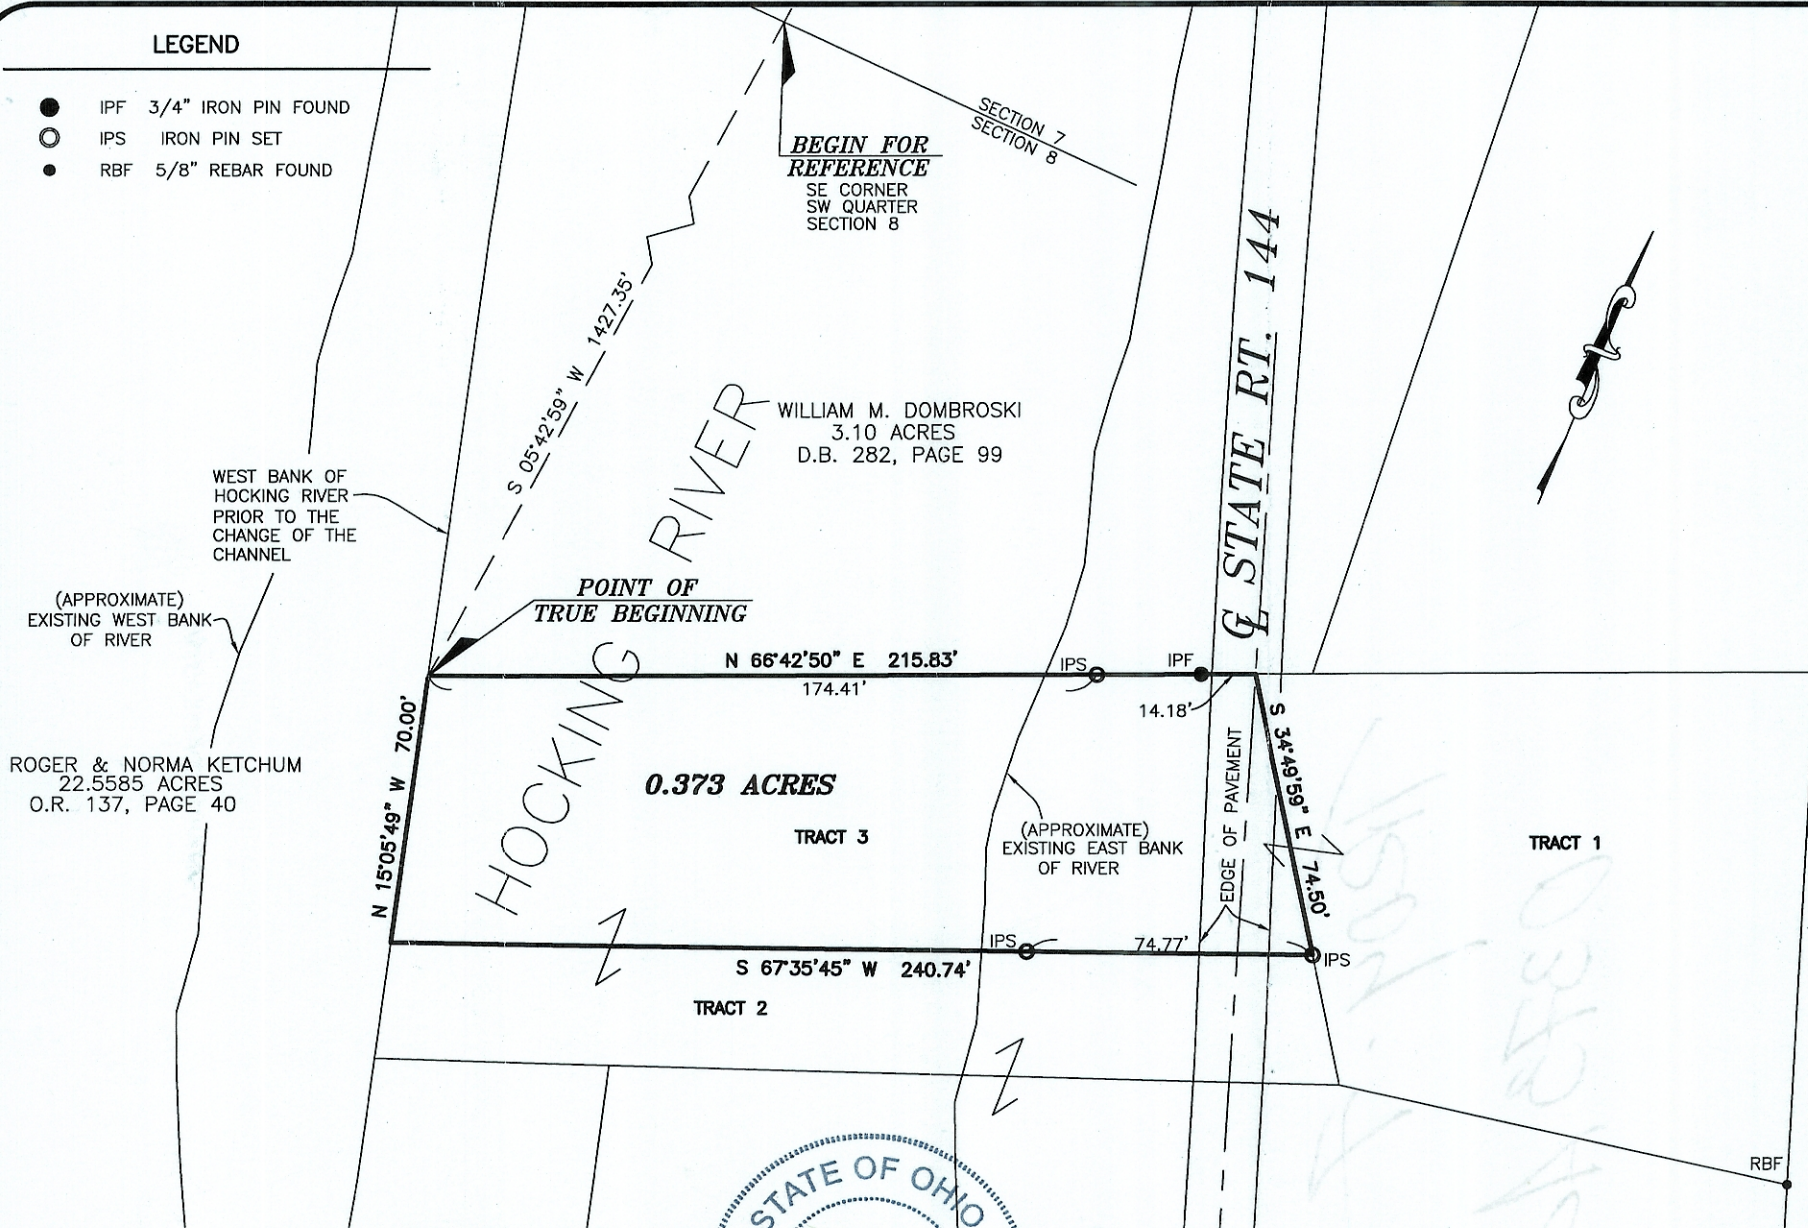 LEGEND
IPF 3/4" IRON PIN FOUND
IPS IRON PIN SET
RBF 5/8" REBAR FOUND
SECTION 7
SECTION 8
BEGIN FOR
REFERENCE
SE CORNER
SW QUARTER
SECTION 8
S 05°42'59" W 1427.35'
HOCKING RIVER
WILLIAM M. DOMBROSKI
3.10 ACRES
D.B. 282, PAGE 99
℄ STATE RT. 144
WEST BANK OF
HOCKING RIVER
PRIOR TO THE
CHANGE OF THE
CHANNEL
(APPROXIMATE)
EXISTING WEST BANK
OF RIVER
POINT OF
TRUE BEGINNING
N 66°42'50" E 215.83'
174.41'
IPS
IPF
14.18'
N 15°05'49" W 70.00'
S 34°49'59" E 74.50'
ROGER & NORMA KETCHUM
22.5585 ACRES
O.R. 137, PAGE 40
0.373 ACRES
TRACT 3
(APPROXIMATE)
EXISTING EAST BANK
OF RIVER
EDGE OF PAVEMENT
TRACT 1
IPS
74.77'
IPS
S 67°35'45" W 240.74'
TRACT 2
RBF
STATE OF OHIO